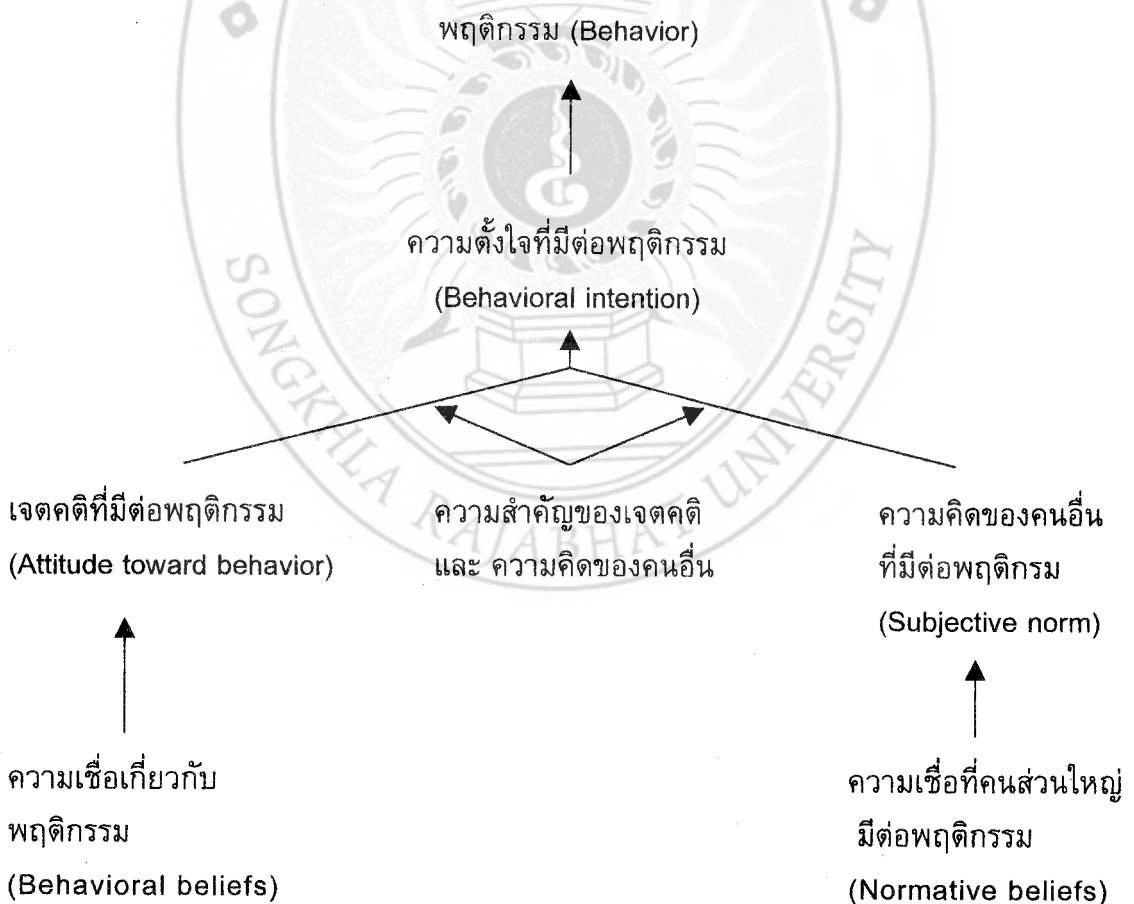 พฤติกรรม (Behavior)
ความตั้งใจที่มีต่อพฤติกรรม
(Behavioral intention)
เจตคติที่มีต่อพฤติกรรม
(Attitude toward behavior)
ความสำคัญของเจตคติ
และ ความคิดของคนอื่น
ความคิดของคนอื่น
ที่มีต่อพฤติกรม
(Subjective norm)
ความเชื่อเกี่ยวกับ
พฤติกรรม
(Behavioral beliefs)
ความเชื่อที่คนส่วนใหญ่
มีต่อพฤติกรรม
(Normative beliefs)
SONGKHLA RAJABHAT UNIVERSITY